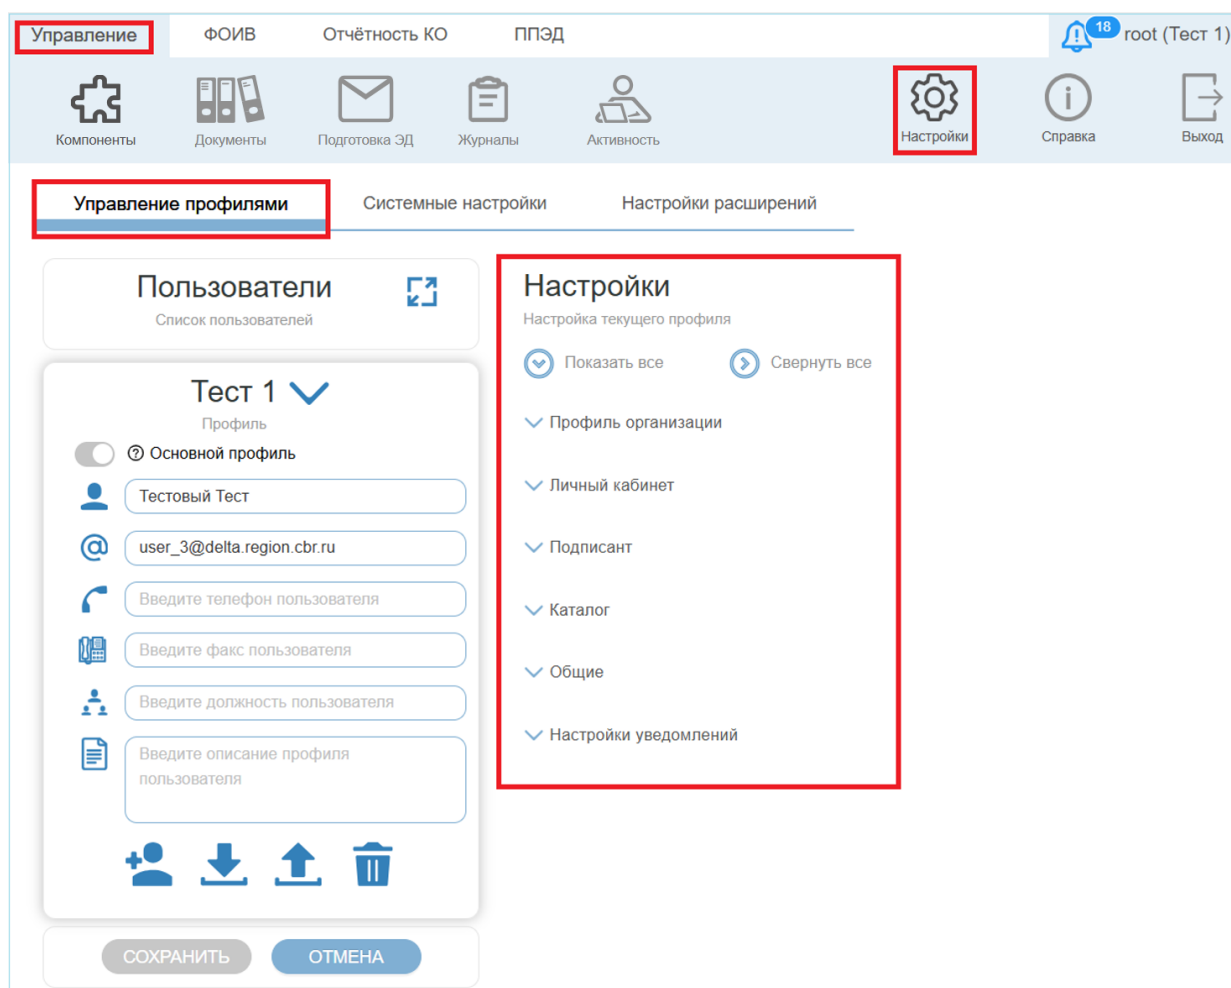 Управление ФОИВ Отчётность КО ППЭД 18 root (Тест 1)
Компоненты Документы Подготовка ЭД Журналы Активность Настройки Справка Выход
Управление профилями Системные настройки Настройки расширений
Пользователи
Список пользователей
Тест 1
Профиль
Основной профиль
Тестовый Тест
user_3@delta.region.cbr.ru
Введите телефон пользователя
Введите факс пользователя
Введите должность пользователя
Введите описание профиля
пользователя
СОХРАНИТЬ ОТМЕНА
Настройки
Настройка текущего профиля
Показать все Свернуть все
Профиль организации
Личный кабинет
Подписант
Каталог
Общие
Настройки уведомлений